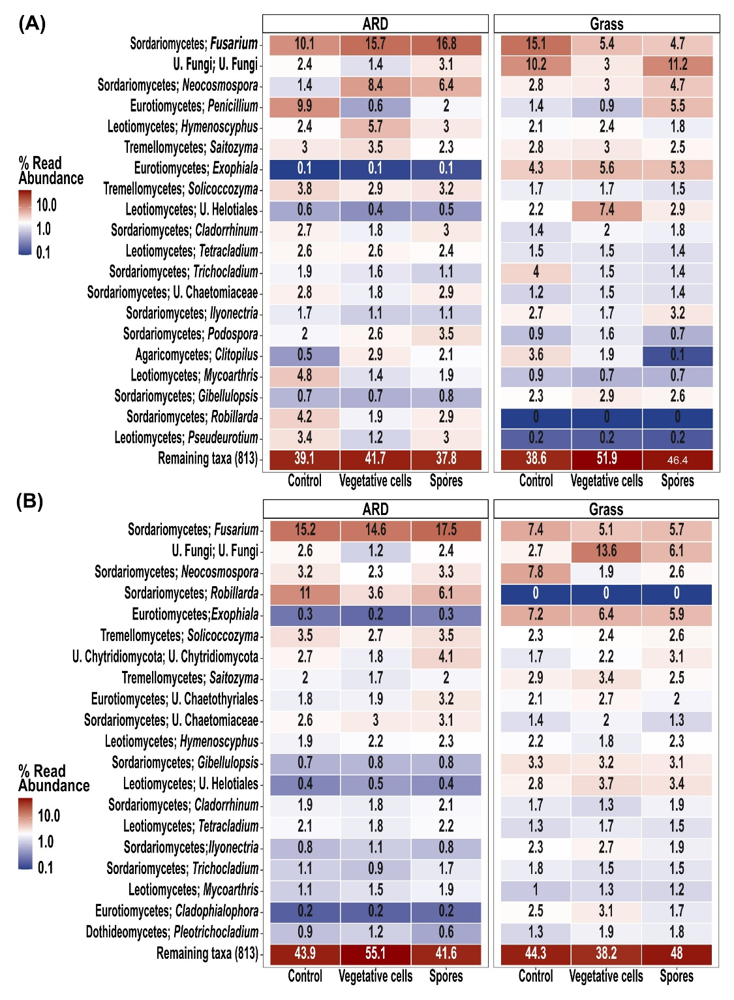 (A)
ARD Grass
Sordariomycetes; Fusarium 10.1 15.7 16.8 15.1 5.4 4.7
U. Fungi; U. Fungi 2.4 1.4 3.1 10.2 3 11.2
Sordariomycetes; Neocosmospora 1.4 8.4 6.4 2.8 3 4.7
Eurotiomycetes; Penicillium 9.9 0.6 2 1.4 0.9 5.5
Leotiomycetes; Hymenoscyphus 2.4 5.7 3 2.1 2.4 1.8
Tremellomycetes; Saitozyma 3 3.5 2.3 2.8 3 2.5
Eurotiomycetes; Exophiala 0.1 0.1 0.1 4.3 5.6 5.3
Tremellomycetes; Solicoccozyma 3.8 2.9 3.2 1.7 1.7 1.5
Leotiomycetes; U. Helotiales 0.6 0.4 0.5 2.2 7.4 2.9
Sordariomycetes; Cladorrhinum 2.7 1.8 3 1.4 2 1.8
Leotiomycetes; Tetracladium 2.6 2.6 2.4 1.5 1.5 1.4
Sordariomycetes; Trichocladium 1.9 1.6 1.1 4 1.5 1.4
Sordariomycetes; U. Chaetomiaceae 2.8 1.8 2.9 1.2 1.5 1.4
Sordariomycetes; Ilyonectria 1.7 1.1 1.1 2.7 1.7 3.2
Sordariomycetes; Podospora 2 2.6 3.5 0.9 1.6 0.7
Agaricomycetes; Clitopilus 0.5 2.9 2.1 3.6 1.9 0.1
Leotiomycetes; Mycoarthris 4.8 1.4 1.9 0.9 0.7 0.7
Sordariomycetes; Gibellulopsis 0.7 0.7 0.8 2.3 2.9 2.6
Sordariomycetes; Robillarda 4.2 1.9 2.9 0 0 0
Leotiomycetes; Pseudeurotium 3.4 1.2 3 0.2 0.2 0.2
Remaining taxa (813) 39.1 41.7 37.8 38.6 51.9 46.4
Control Vegetative cells Spores Control Vegetative cells Spores
% Read
Abundance
10.0
1.0
0.1
(B)
ARD Grass
Sordariomycetes; Fusarium 15.2 14.6 17.5 7.4 5.1 5.7
U. Fungi; U. Fungi 2.6 1.2 2.4 2.7 13.6 6.1
Sordariomycetes; Neocosmospora 3.2 2.3 3.3 7.8 1.9 2.6
Sordariomycetes; Robillarda 11 3.6 6.1 0 0 0
Eurotiomycetes;Exophiala 0.3 0.2 0.3 7.2 6.4 5.9
Tremellomycetes; Solicoccozyma 3.5 2.7 3.5 2.3 2.4 2.6
U. Chytridiomycota; U. Chytridiomycota 2.7 1.8 4.1 1.7 2.2 3.1
Tremellomycetes; Saitozyma 2 1.7 2 2.9 3.4 2.5
Eurotiomycetes; U. Chaetothyriales 1.8 1.9 3.2 2.1 2.7 2
Sordariomycetes; U. Chaetomiaceae 2.6 3 3.1 1.4 2 1.3
Leotiomycetes; Hymenoscyphus 1.9 2.2 2.3 2.2 1.8 2.3
Sordariomycetes; Gibellulopsis 0.7 0.8 0.8 3.3 3.2 3.1
Leotiomycetes; U. Helotiales 0.4 0.5 0.4 2.8 3.7 3.4
Sordariomycetes; Cladorrhinum 1.9 1.8 2.1 1.7 1.3 1.9
Leotiomycetes; Tetracladium 2.1 1.8 2.2 1.3 1.7 1.5
Sordariomycetes;Ilyonectria 0.8 1.1 0.8 2.3 2.7 1.9
Sordariomycetes; Trichocladium 1.1 0.9 1.7 1.8 1.5 1.5
Leotiomycetes; Mycoarthris 1.1 1.5 1.9 1 1.3 1.2
Eurotiomycetes; Cladophialophora 0.2 0.2 0.2 2.5 3.1 1.7
Dothideomycetes; Pleotrichocladium 0.9 1.2 0.6 1.3 1.9 1.8
Remaining taxa (813) 43.9 55.1 41.6 44.3 38.2 48
Control Vegetative cells Spores Control Vegetative cells Spores
% Read
Abundance
10.0
1.0
0.1